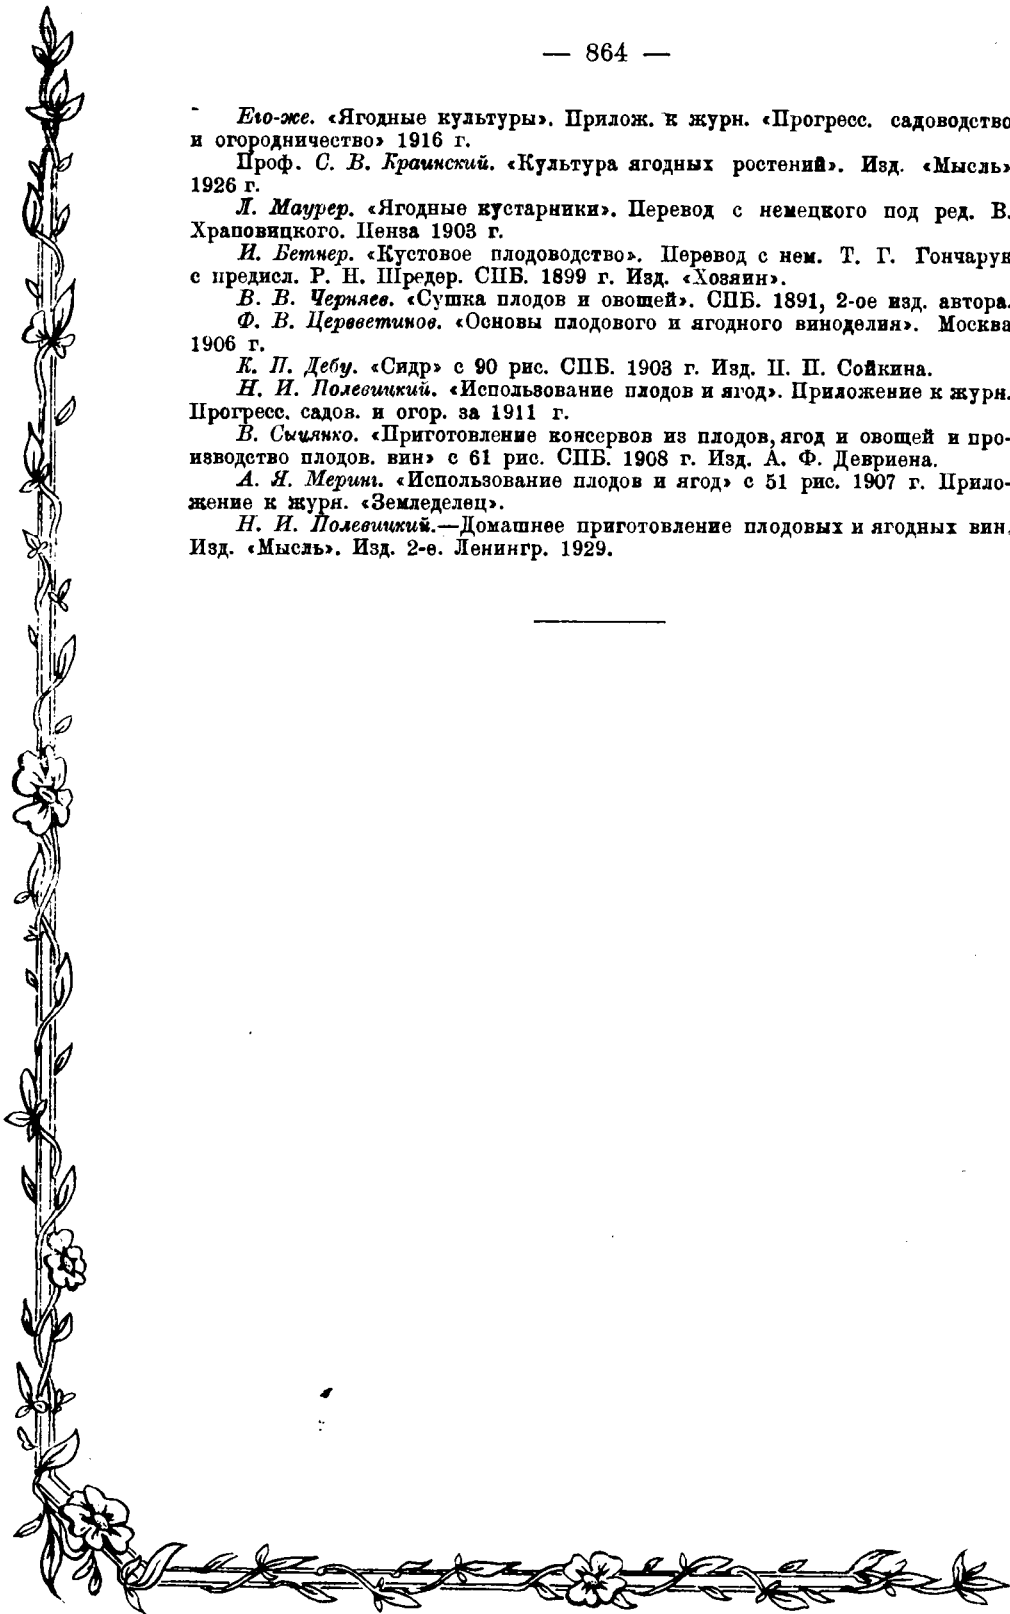 — 864 —
Его-же. «Ягодные культуры». Прилож. к журн. «Прогресс. садоводство
и огородничество» 1916 г.
Проф. С. В. Краинский. «Культура ягодных ростений». Изд. «Мысль»
1926 г.
Л. Маурер. «Ягодные кустарники». Перевод с немецкого под ред. В.
Храповицкого. Пенза 1903 г.
И. Бетнер. «Кустовое плодоводство». Перевод с нем. Т. Г. Гончарук
с предисл. Р. Н. Шредер. СПБ. 1899 г. Изд. «Хозяин».
В. В. Черняев. «Сушка плодов и овощей». СПБ. 1891, 2-ое изд. автора.
Ф. В. Цереветинов. «Основы плодового и ягодного виноделия». Москва
1906 г.
К. П. Дебу. «Сидр» с 90 рис. СПБ. 1903 г. Изд. П. П. Сойкина.
Н. И. Полевицкий. «Использование плодов и ягод». Приложение к журн.
Прогресс. садов. и огор. за 1911 г.
В. Сыцянко. «Приготовление консервов из плодов, ягод и овощей и про-
изводство плодов. вин» с 61 рис. СПБ. 1908 г. Изд. А. Ф. Девриена.
А. Я. Меринг. «Использование плодов и ягод» с 51 рис. 1907 г. Прило-
жение к журн. «Земледелец».
Н. И. Полевицкий.—Домашнее приготовление плодовых и ягодных вин.
Изд. «Мысль». Изд. 2-е. Ленингр. 1929.